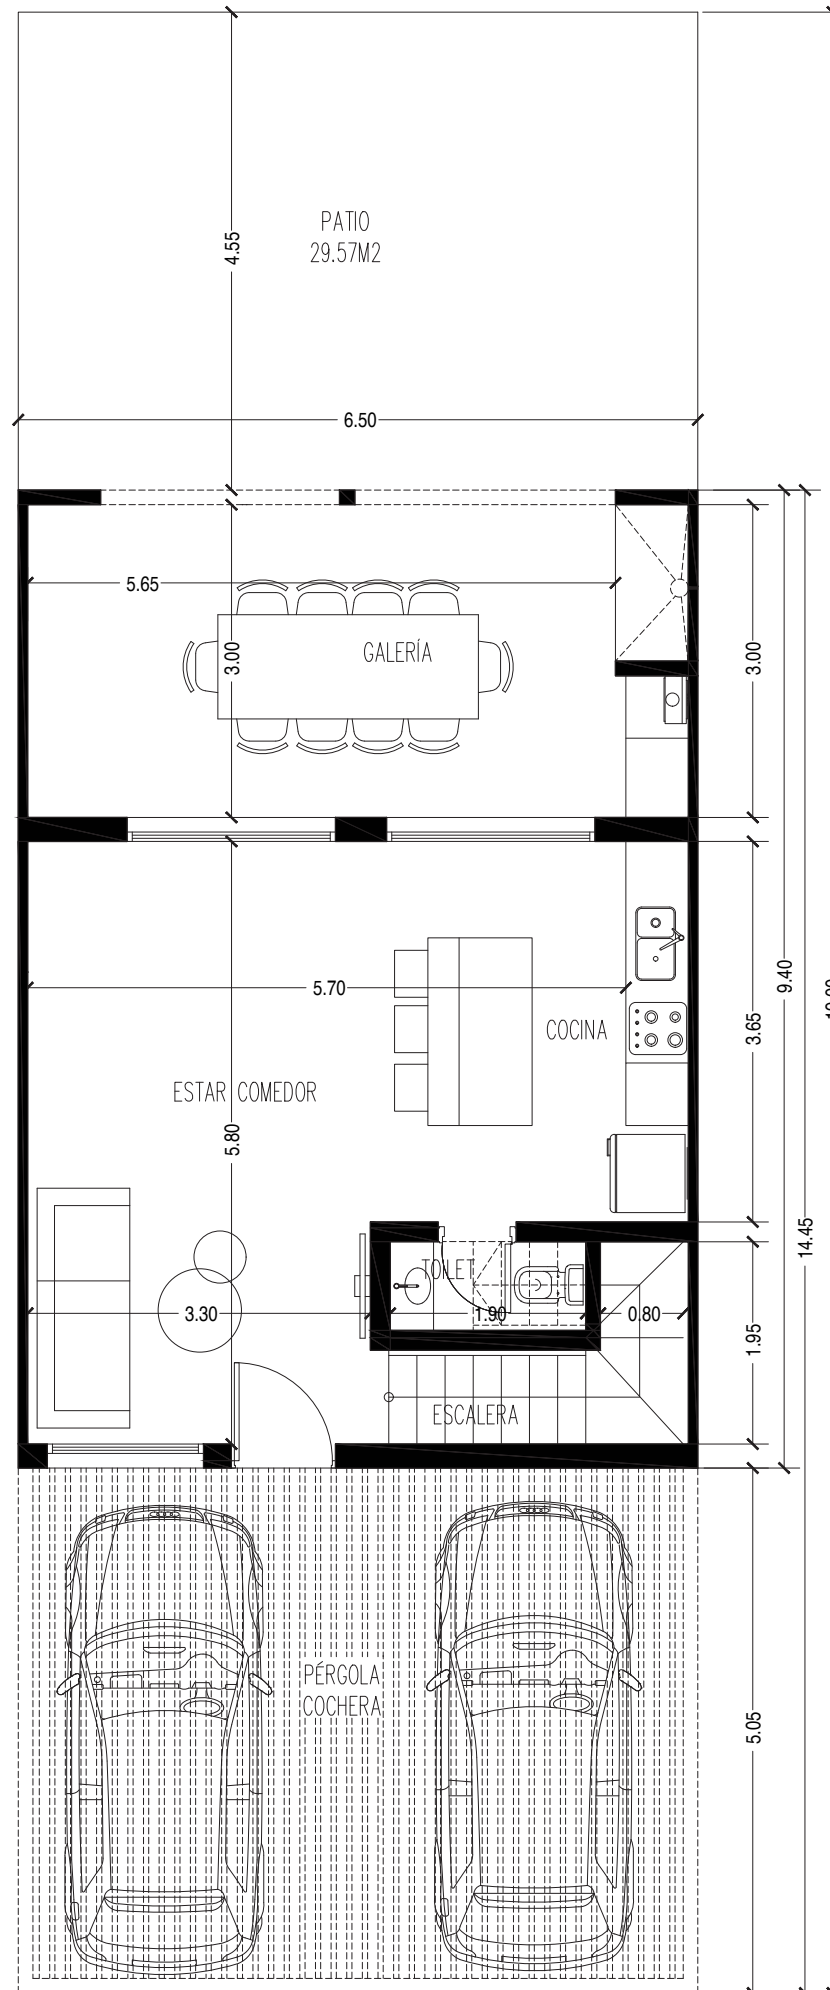 PATIO
29.57M2
4.55
6.50
5.65
GALERÍA
3.00
3.00
5.70
COCINA
ESTAR COMEDOR
5.80
3.65
9.40
14.45
TOILET
3.30
1.90
0.80
1.95
ESCALERA
PÉRGOLA
COCHERA
5.05